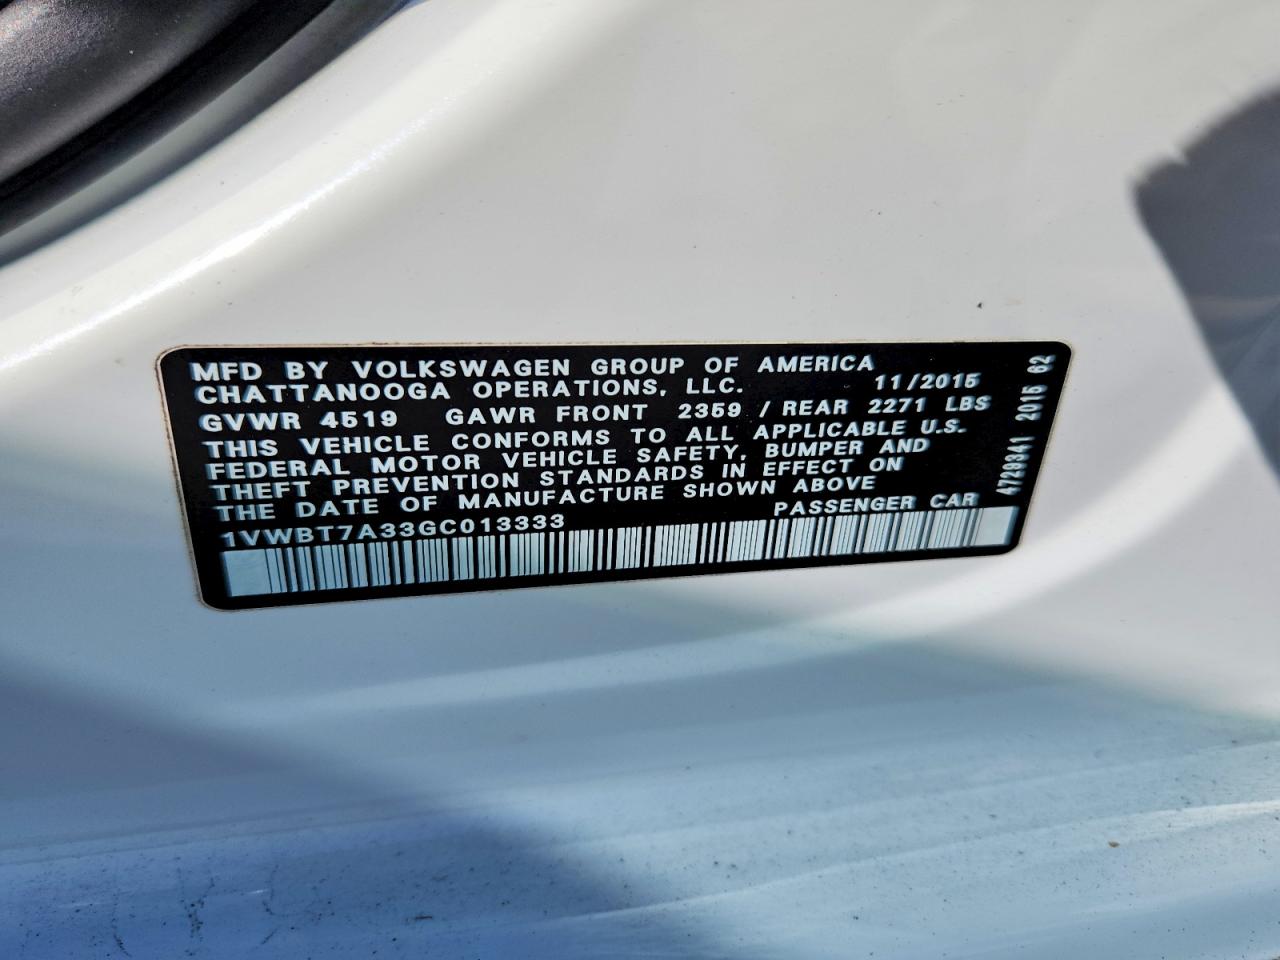 MFD BY VOLKSWAGEN GROUP OF AMERICA
CHATTANOOGA OPERATIONS, LLC. 11/2015
GVWR 4519 GAWR FRONT 2359 / REAR 2271 LBS
THIS VEHICLE CONFORMS TO ALL APPLICABLE U.S.
FEDERAL MOTOR VEHICLE SAFETY, BUMPER AND
THEFT PREVENTION STANDARDS IN EFFECT ON
THE DATE OF MANUFACTURE SHOWN ABOVE
1VWBT7A33GC013333 PASSENGER CAR
4729341 2015 62